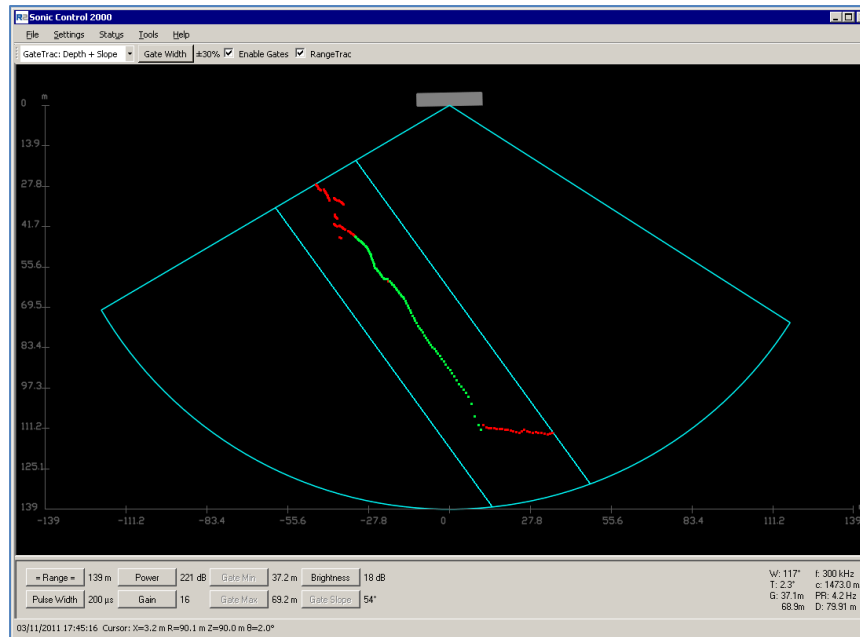 R2 Sonic Control 2000
File Settings Status Tools Help
GateTrac: Depth + Slope Gate Width ±30% Enable Gates RangeTrac
0 m
13.9
27.8
41.7
55.6
69.5
83.4
97.3
111.2
125.1
139
-139 -111.2 -83.4 -55.6 -27.8 0 27.8 55.6 83.4 111.2 139
= Range = 139 m Power 221 dB Gate Min 37.2 m Brightness 18 dB
Pulse Width 200 µs Gain 16 Gate Max 69.2 m Gate Slope 54°
W: 117° f: 300 kHz
T: 2.3° c: 1473.0 m
G: 37.1m PR: 4.2 Hz
68.9m D: 79.91 m
03/11/2011 17:45:16 Cursor: X=3.2 m R=90.1 m Z=90.0 m θ=2.0°